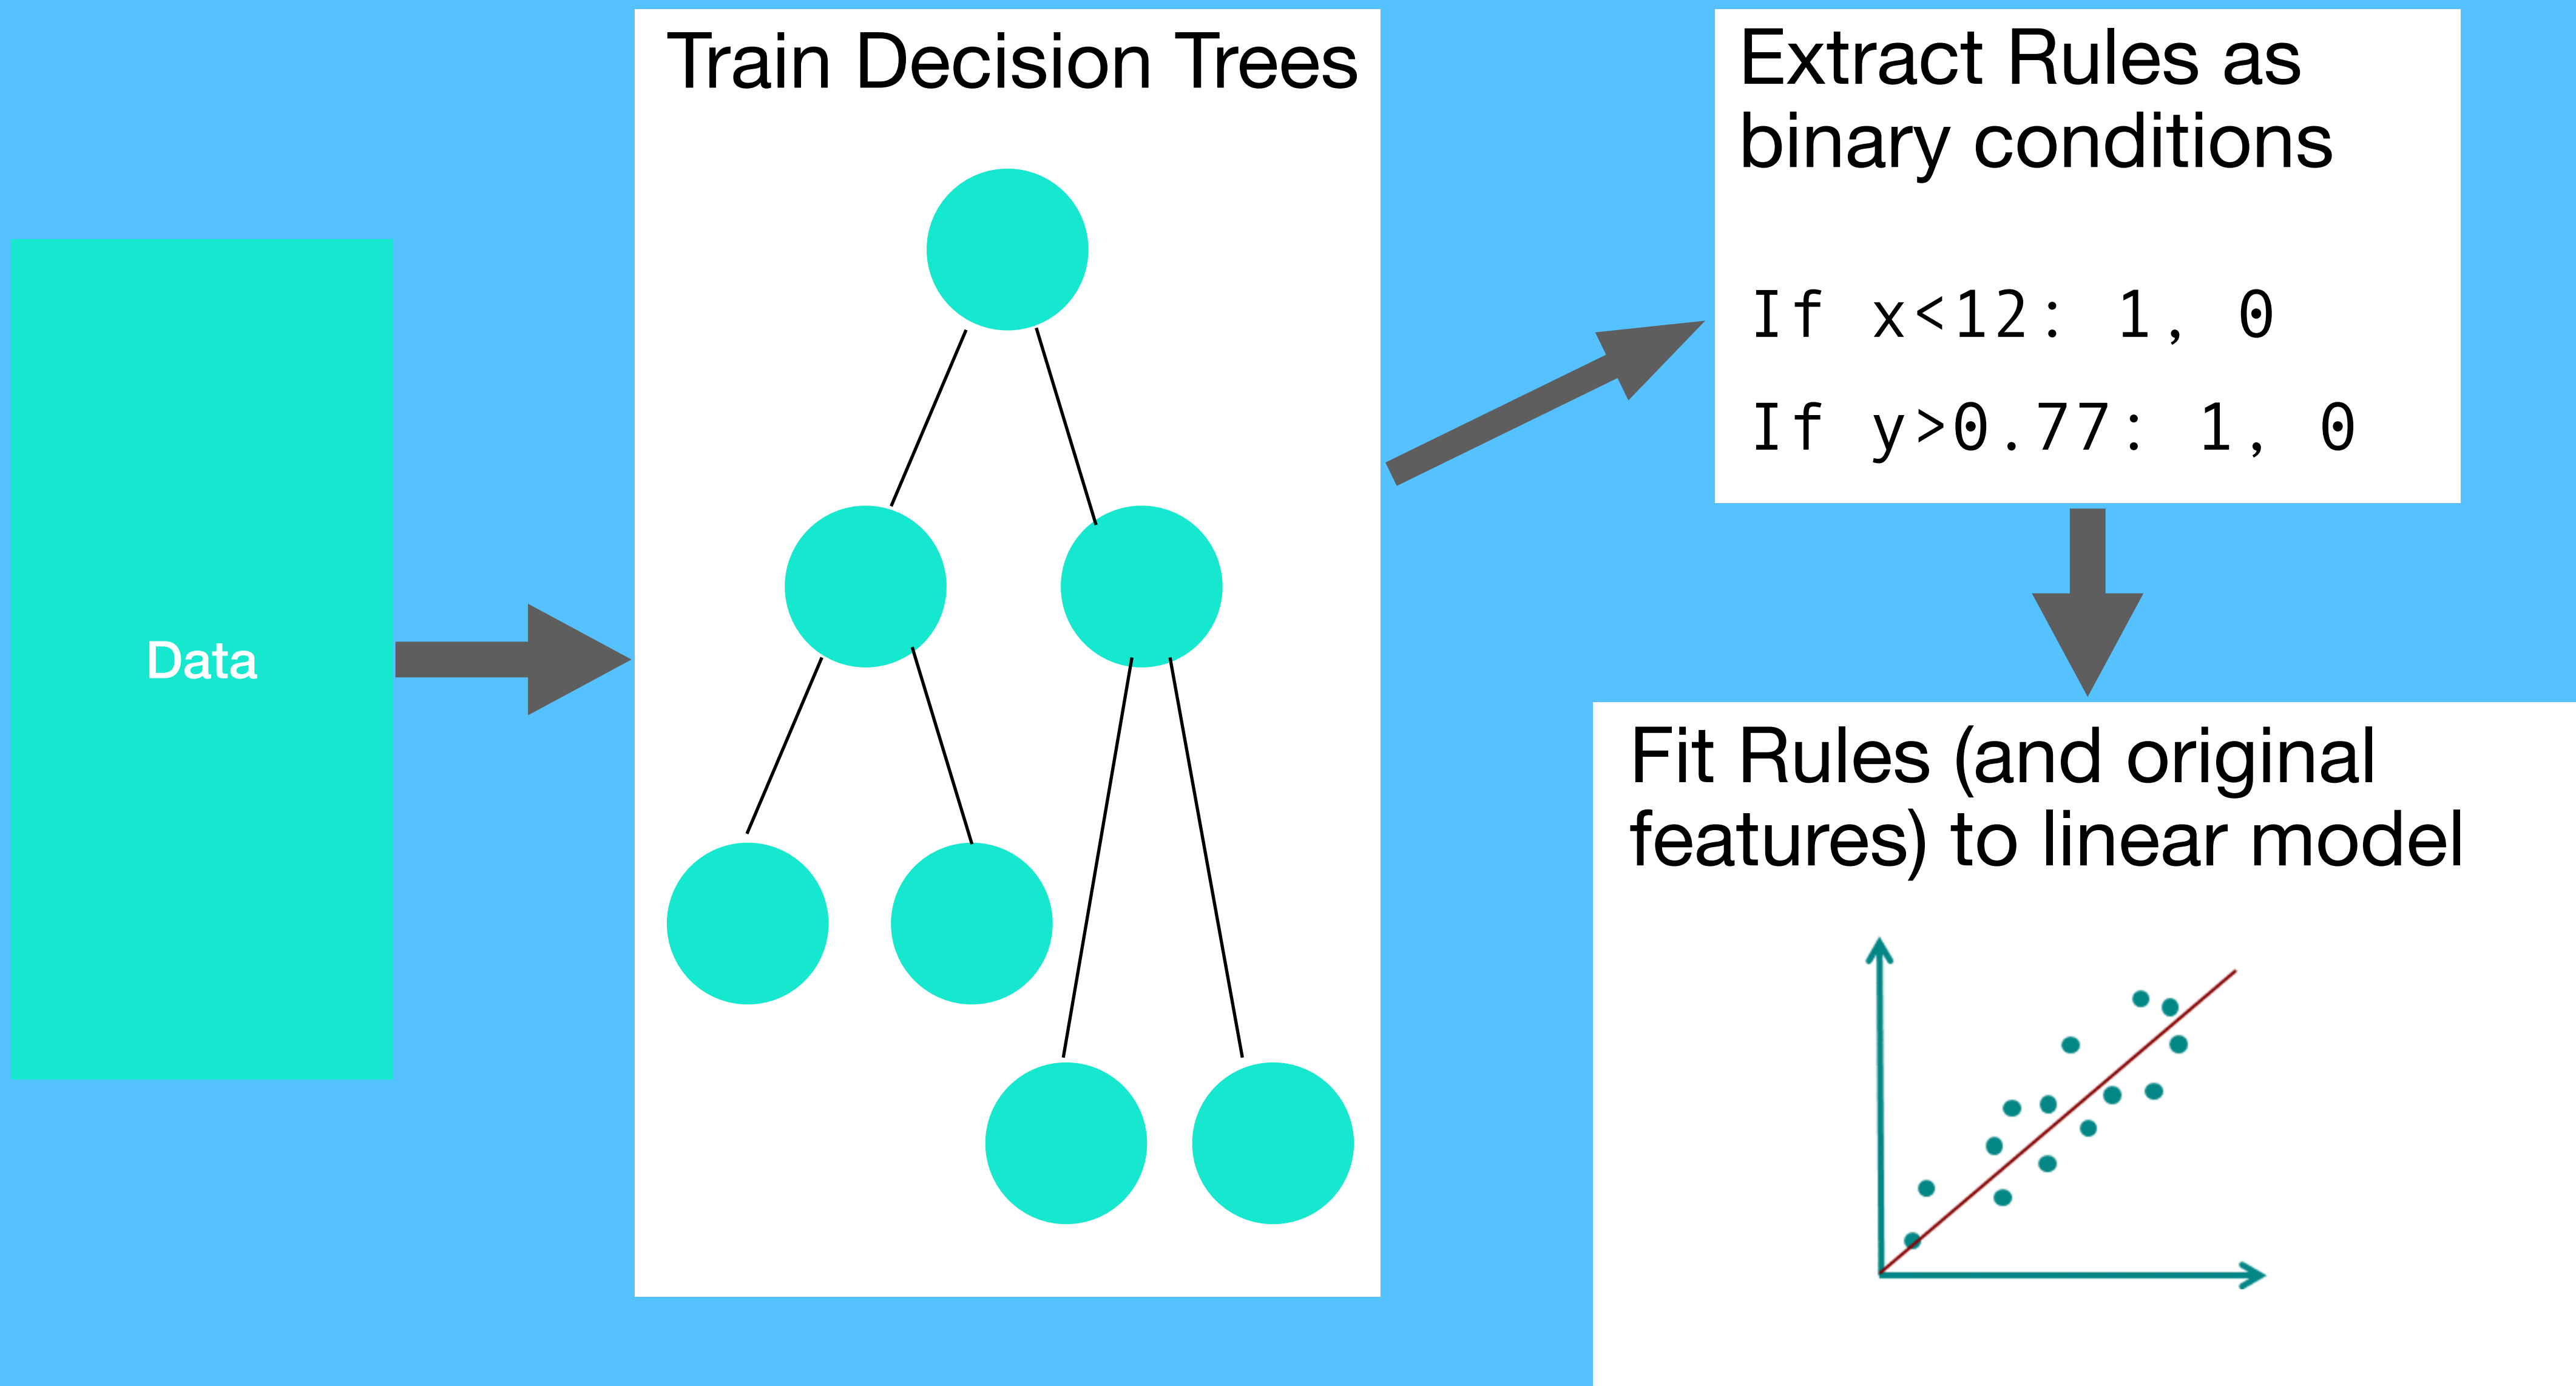 Data
Train Decision Trees
Extract Rules as
binary conditions
If x<12: 1, 0
If y>0.77: 1, 0
Fit Rules (and original
features) to linear model